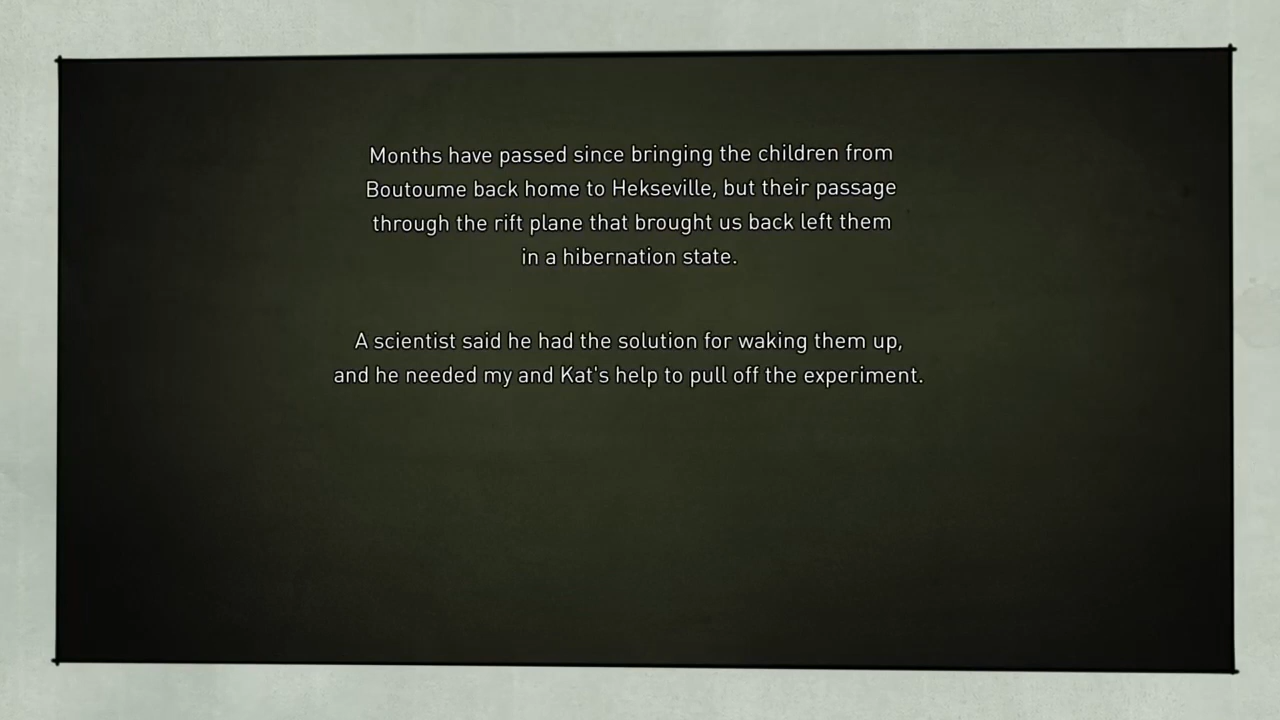 Months have passed since bringing the children from
Boutoume back home to Hekseville, but their passage
through the rift plane that brought us back left them
in a hibernation state.
A scientist said he had the solution for waking them up,
and he needed my and Kat's help to pull off the experiment.